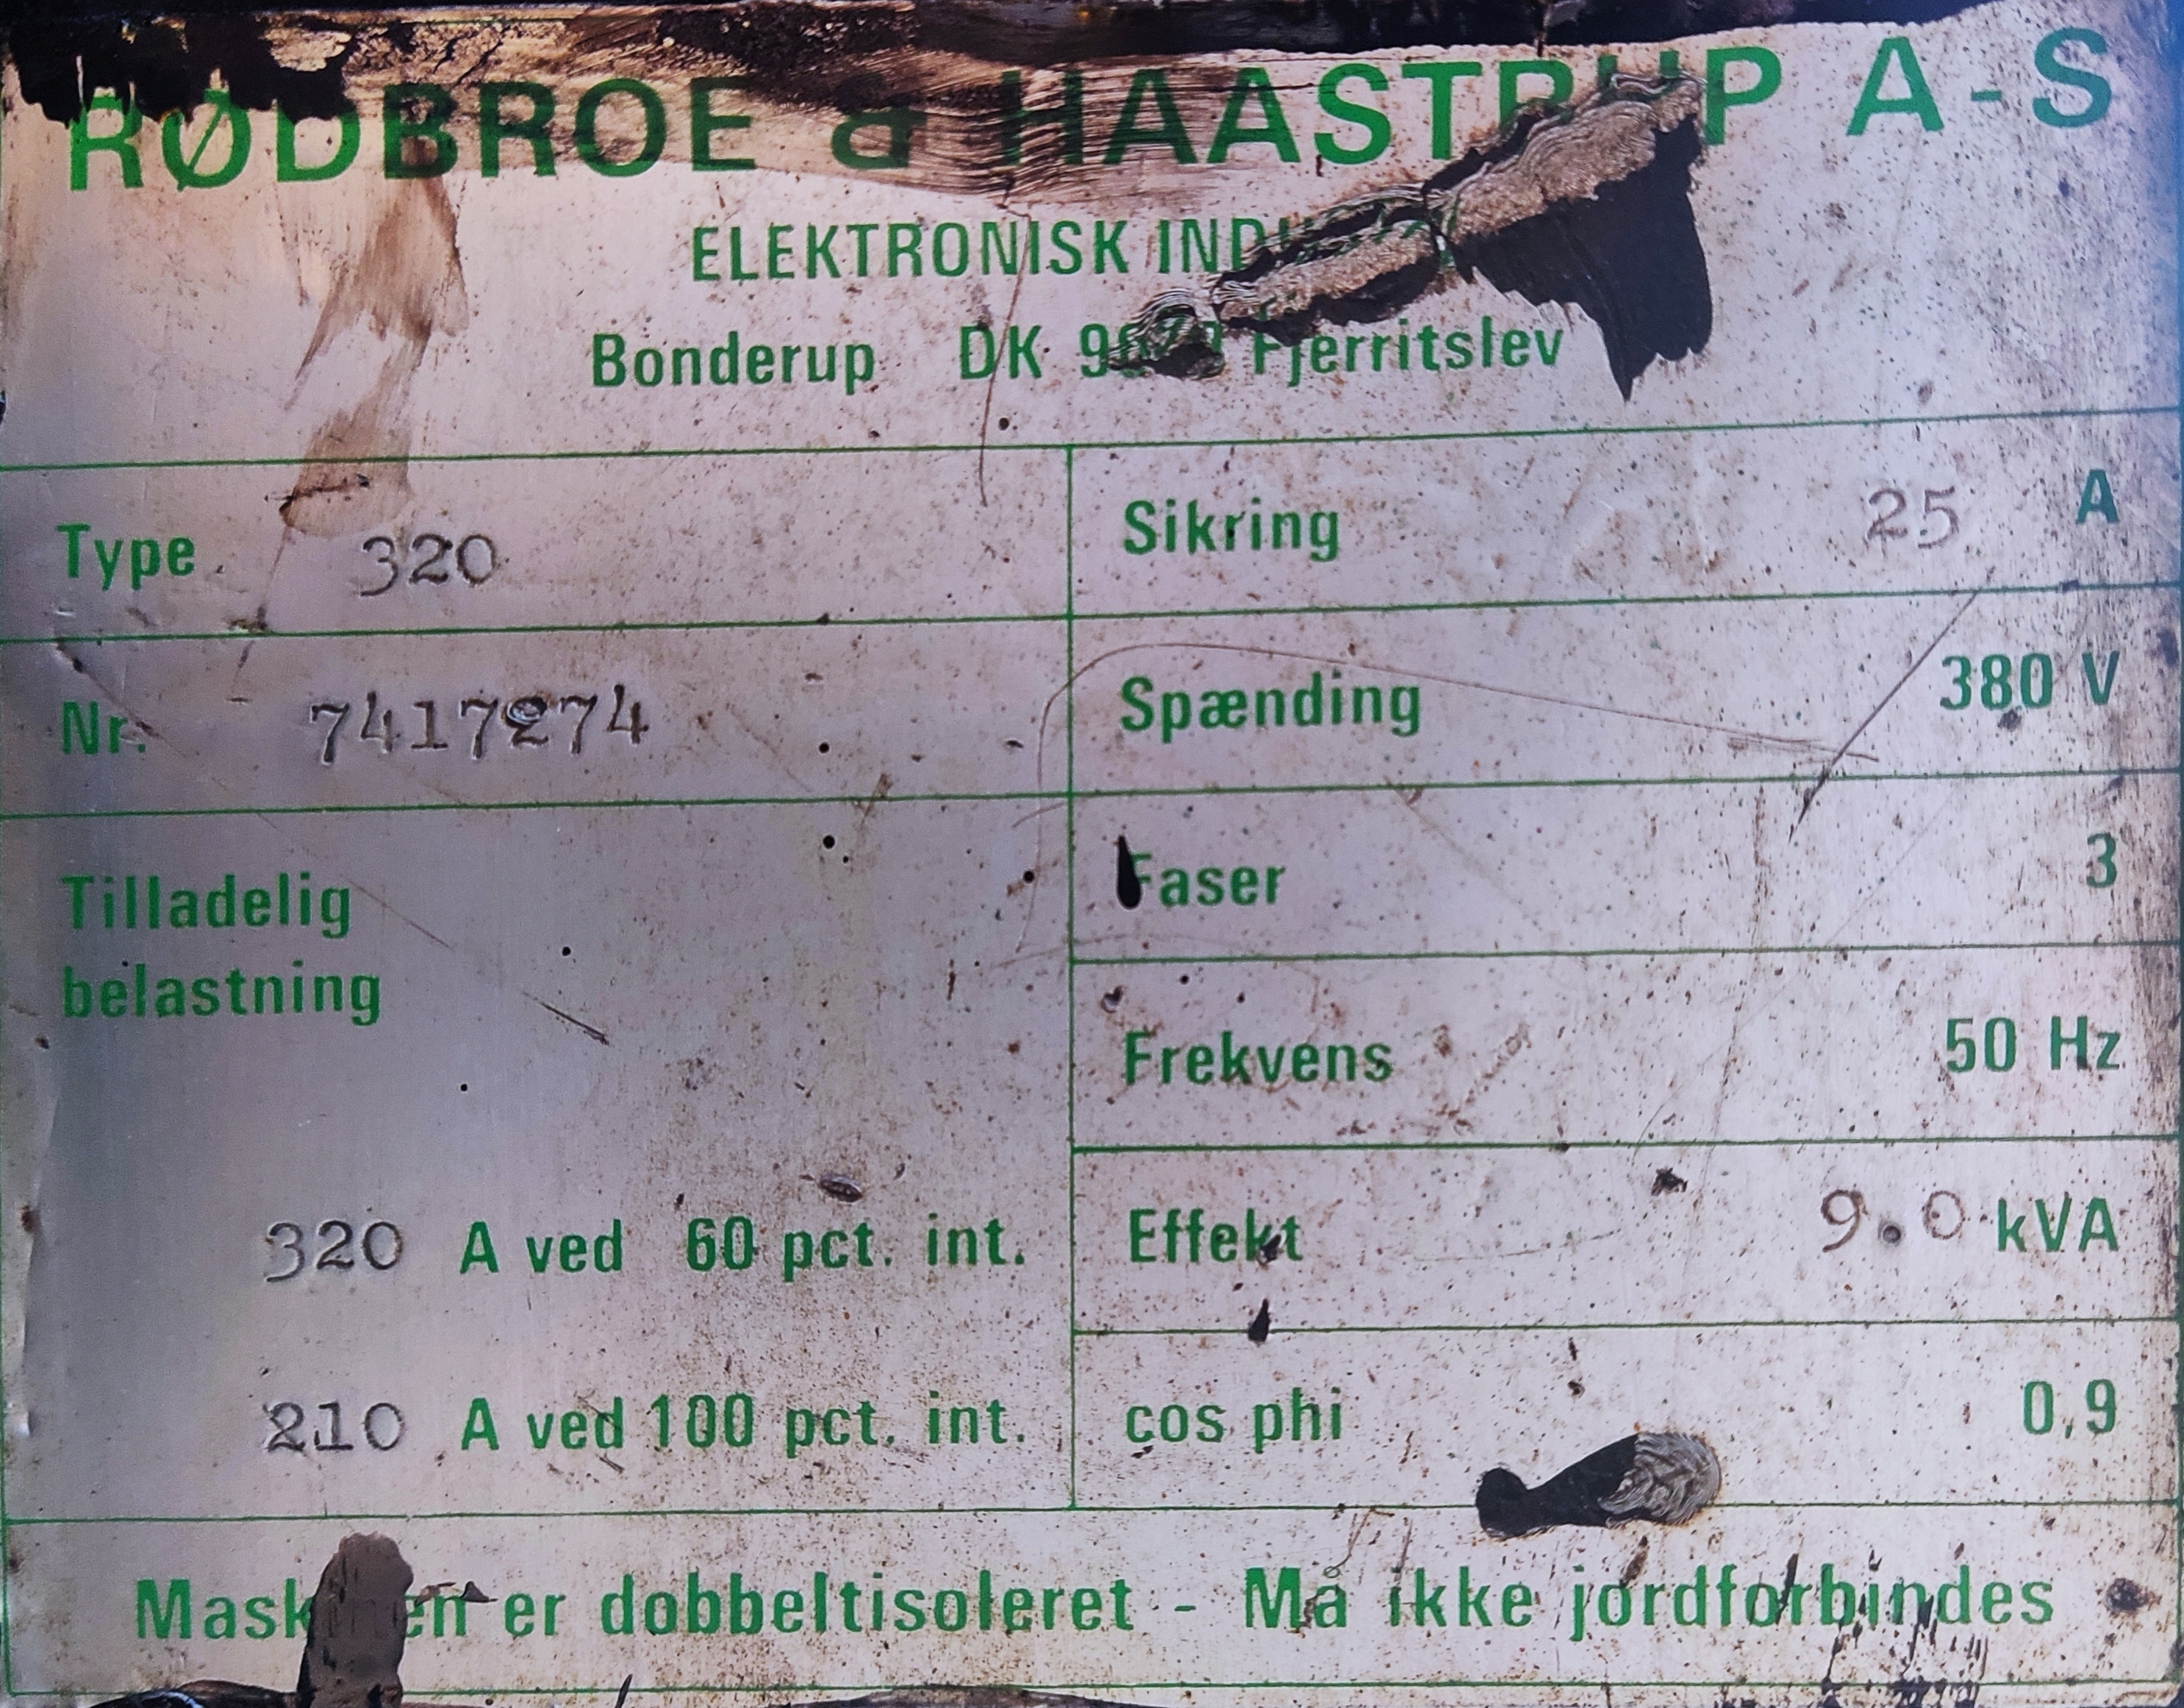 RØDBROE & HAASTRUP A-S
ELEKTRONISK
Bonderup DK Fjerritslev
Type 320
Sikring 25 A
Nr. 7417274
Spænding 380 V
Faser 3
Tilladelig
belastning
Frekvens 50 Hz
320 A ved 60 pct. int.
Effekt 9.0 kVA
210 A ved 100 pct. int.
cos phi 0,9
Maskinen er dobbeltisoleret - Må ikke jordforbindes